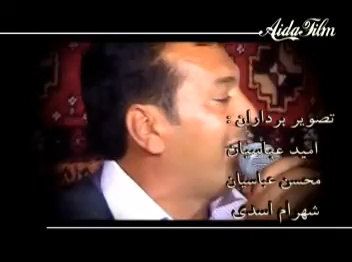 Aida-Film
تصویر برداران :
امید عباسیان
محسن عباسیان
شهرام اسدی